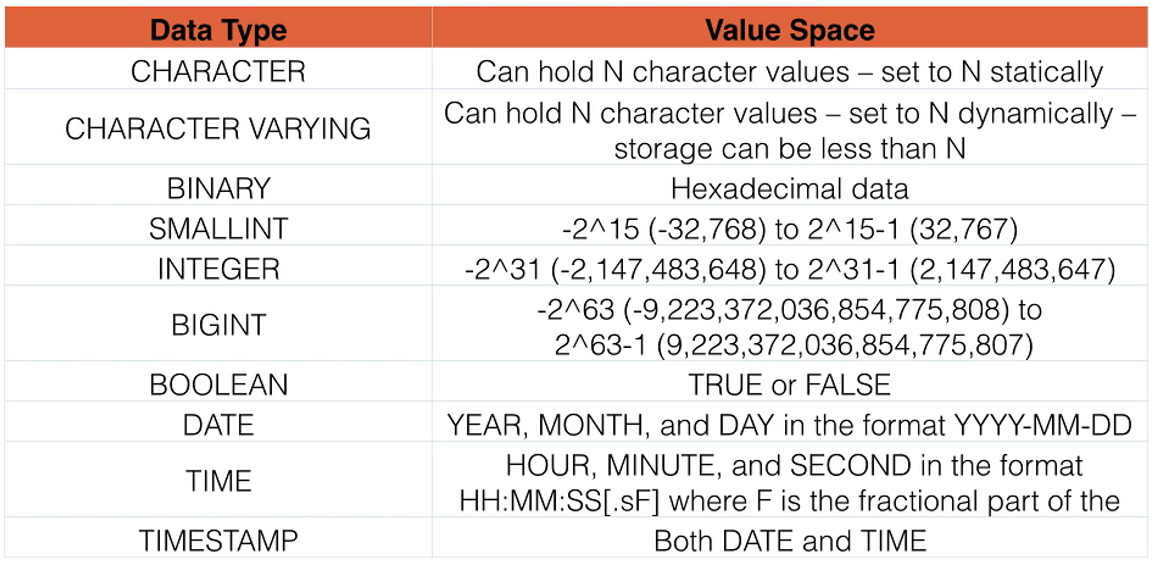 Data Type Value Space
CHARACTER Can hold N character values – set to N statically
CHARACTER VARYING Can hold N character values – set to N dynamically –
storage can be less than N
BINARY Hexadecimal data
SMALLINT -2^15 (-32,768) to 2^15-1 (32,767)
INTEGER -2^31 (-2,147,483,648) to 2^31-1 (2,147,483,647)
BIGINT -2^63 (-9,223,372,036,854,775,808) to
2^63-1 (9,223,372,036,854,775,807)
BOOLEAN TRUE or FALSE
DATE YEAR, MONTH, and DAY in the format YYYY-MM-DD
TIME HOUR, MINUTE, and SECOND in the format
HH:MM:SS[.sF] where F is the fractional part of the
TIMESTAMP Both DATE and TIME